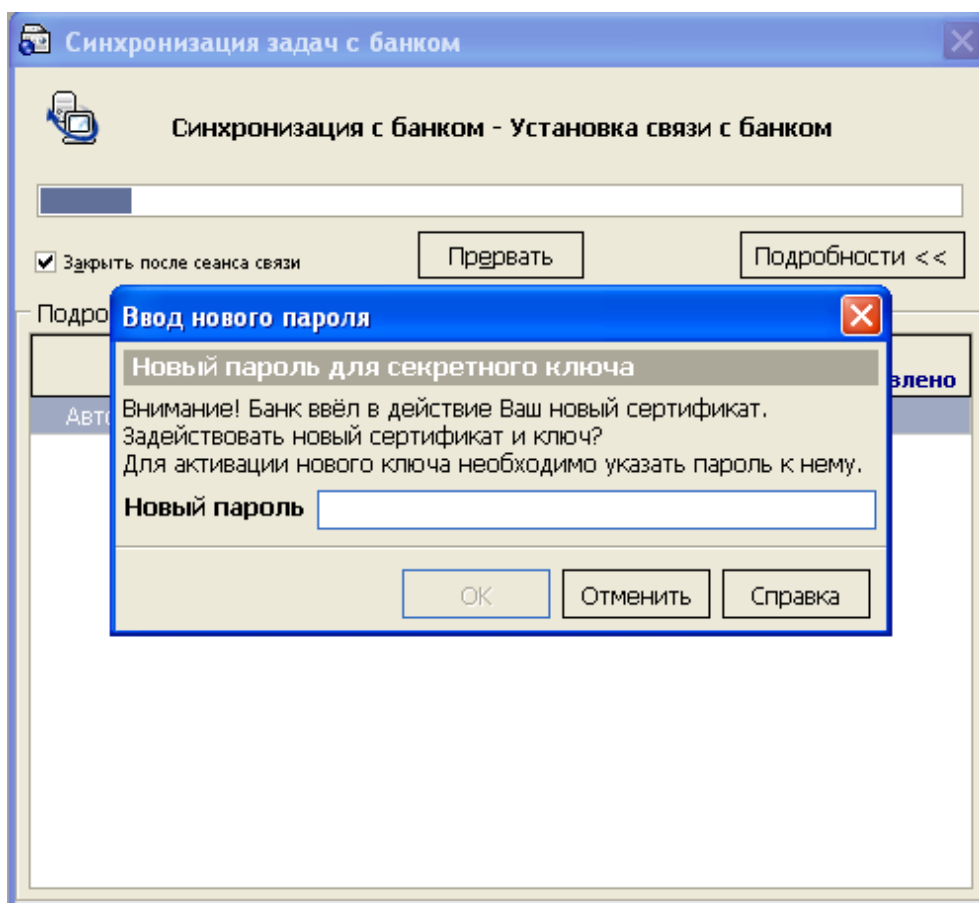 Синхронизация задач с банком
Синхронизация с банком - Установка связи с банком
Закрыть после сеанса связи
Прервать
Подробности <<
Ввод нового пароля
Новый пароль для секретного ключа
Внимание! Банк ввёл в действие Ваш новый сертификат.
Задействовать новый сертификат и ключ?
Для активации нового ключа необходимо указать пароль к нему.
Новый пароль
OK
Отменить
Справка